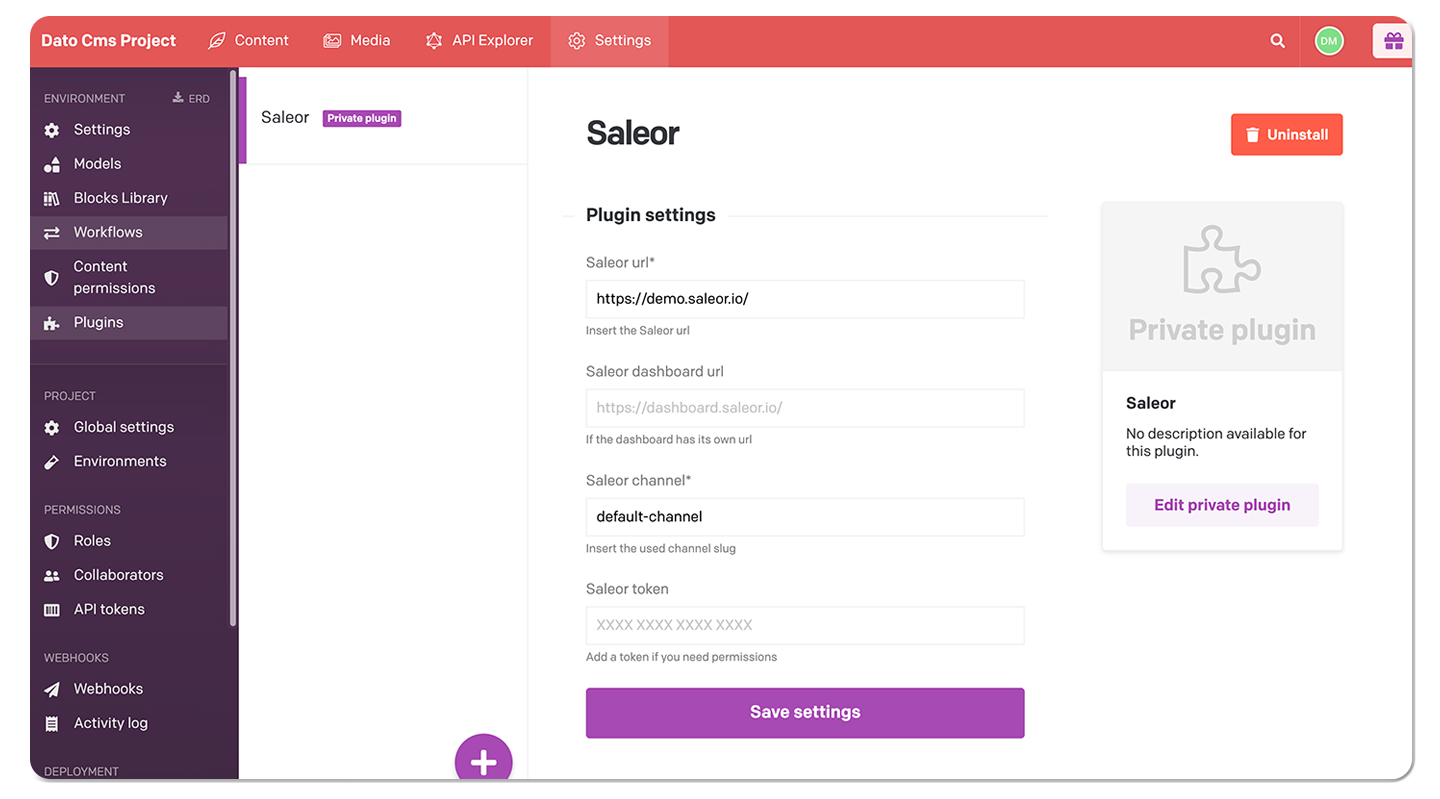 Dato Cms Project
Content
Media
API Explorer
Settings
DM
ENVIRONMENT
ERD
Settings
Models
Blocks Library
Workflows
Content
permissions
Plugins
PROJECT
Global settings
Environments
PERMISSIONS
Roles
Collaborators
API tokens
WEBHOOKS
Webhooks
Activity log
DEPLOYMENT
Saleor
Private plugin
Saleor
Uninstall
Plugin settings
Saleor url*
https://demo.saleor.io/
Insert the Saleor url
Saleor dashboard url
https://dashboard.saleor.io/
If the dashboard has its own url
Saleor channel*
default-channel
Insert the used channel slug
Saleor token
XXXX XXXX XXXX XXXX
Add a token if you need permissions
Save settings
Private plugin
Saleor
No description available for
this plugin.
Edit private plugin